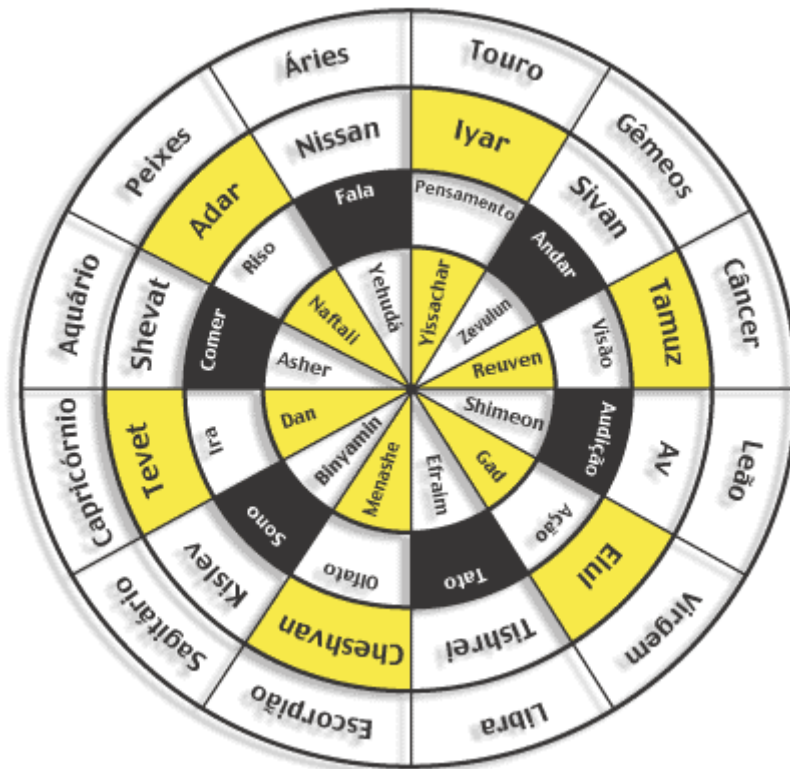 Áries
Touro
Gêmeos
Câncer
Leão
Virgem
Libra
Escorpião
Sagitário
Capricórnio
Aquário
Peixes
Nissan
Iyar
Sivan
Tamuz
Av
Elul
Tishrei
Cheshvan
Kislev
Tevet
Shevat
Adar
Fala
Pensamento
Andar
Visão
Audição
Ação
Tato
Olfato
Sono
Ira
Comer
Riso
Yehudá
Yissachar
Zevulun
Reuven
Shimeon
Gad
Efraim
Menashe
Binyamin
Dan
Asher
Naftali